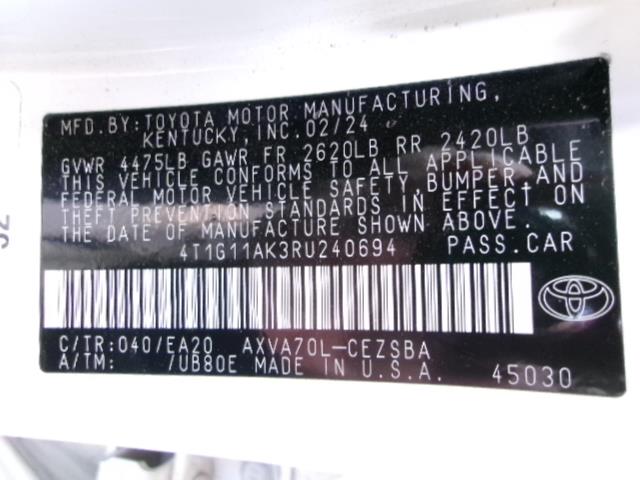 MFD.BY:TOYOTA MOTOR MANUFACTURING,
KENTUCKY, INC. 02/24
GVWR 4475LB GAWR FR 2620LB RR 2420LB
THIS VEHICLE CONFORMS TO ALL APPLICABLE
FEDERAL MOTOR VEHICLE SAFETY, BUMPER, AND
THEFT PREVENTION STANDARDS IN EFFECT ON
THE DATE OF MANUFACTURE SHOWN ABOVE.
4T1G11AK3RU240694 PASS.CAR
C/TR:040/EA20 AXVA70L-CEZSBA
A/TM: /UB80E MADE IN U.S.A. 45030